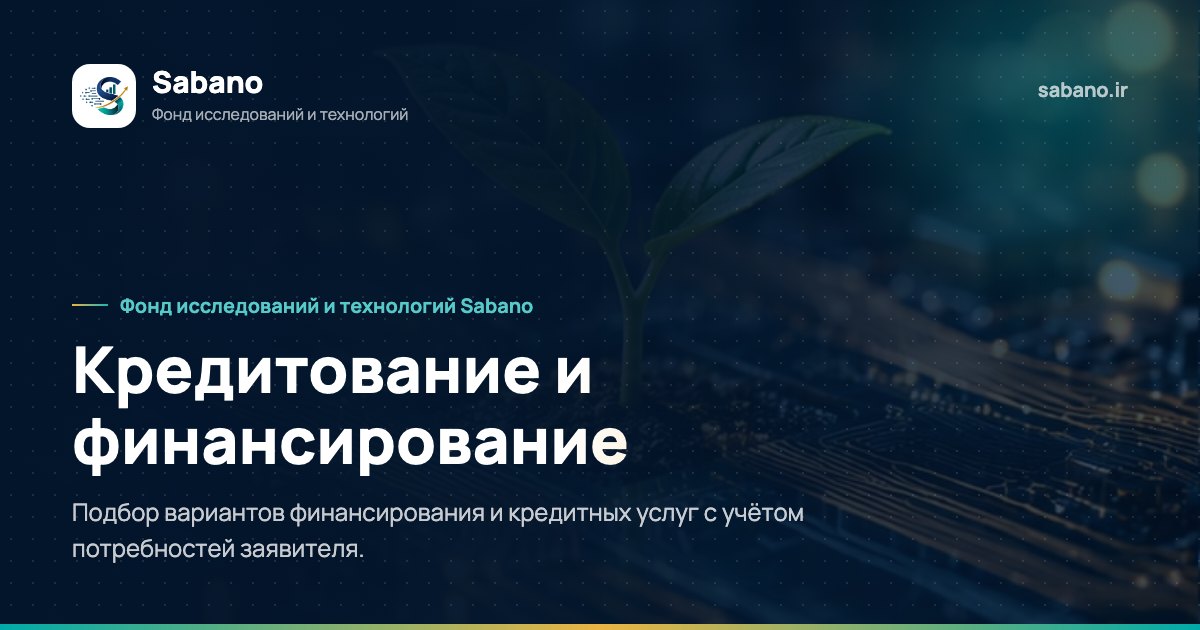 Sabano
Фонд исследований и технологий
sabano.ir
Фонд исследований и технологий Sabano
Кредитование и
финансирование
Подбор вариантов финансирования и кредитных услуг с учётом
потребностей заявителя.